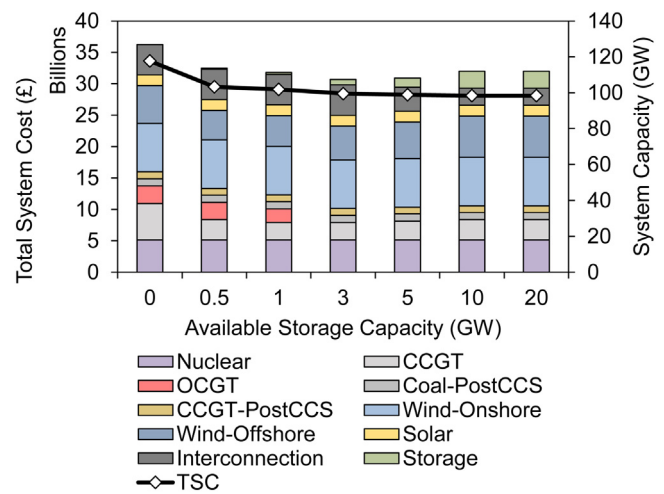 40 140
35 120
30 100
25 80
20
15 60
10 40
5 20
0 0
Total System Cost (£)
Billions
System Capacity (GW)
0 0.5 1 3 5 10 20
Available Storage Capacity (GW)
Nuclear CCGT
OCGT Coal-PostCCS
CCGT-PostCCS Wind-Onshore
Wind-Offshore Solar
Interconnection Storage
TSC